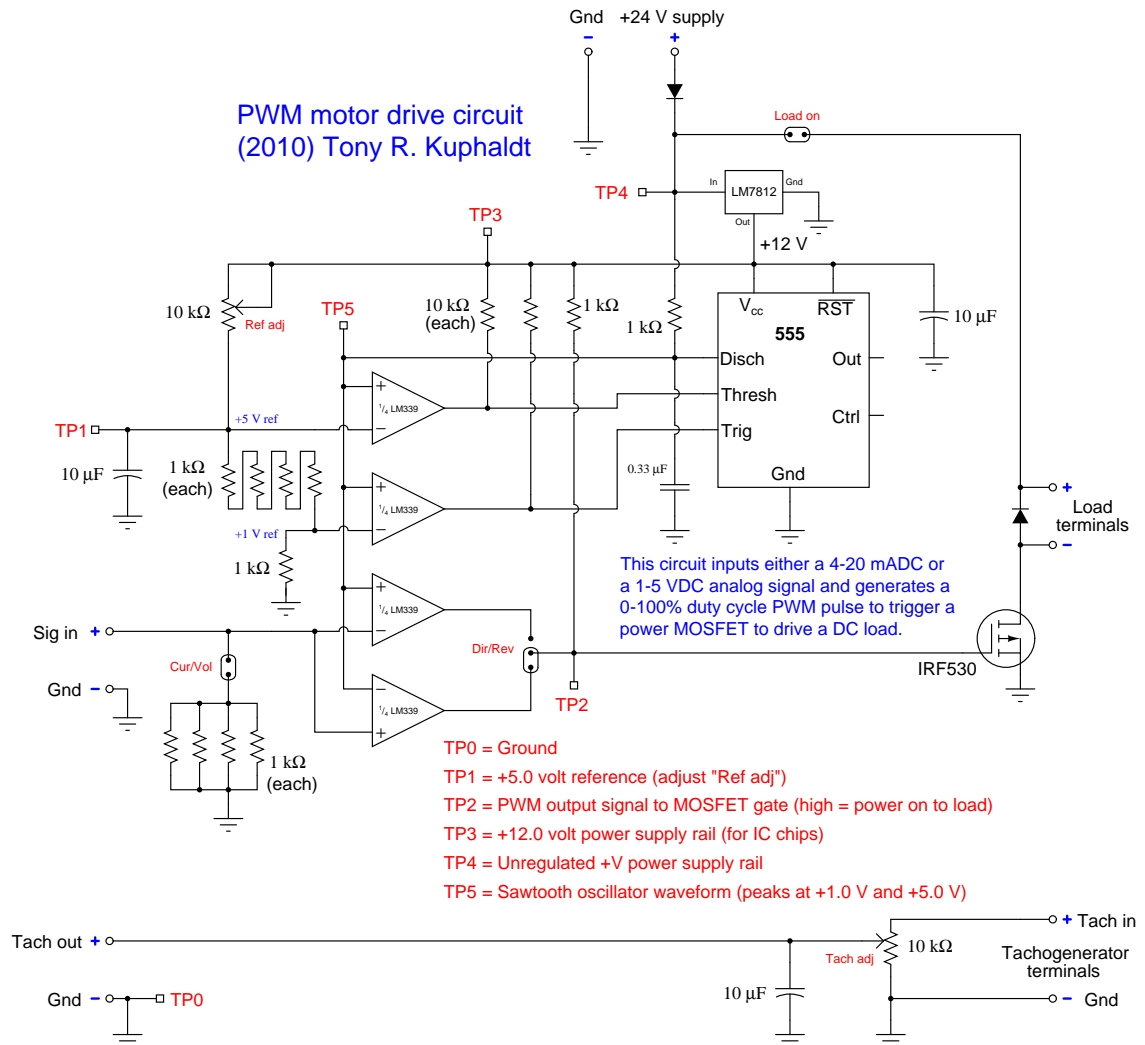 Gnd
+24 V supply
-
+
PWM motor drive circuit
(2010) Tony R. Kuphaldt
Load on
TP4
In
LM7812
Gnd
Out
TP3
+12 V
10 kΩ
Ref adj
TP5
10 kΩ
(each)
1 kΩ
1 kΩ
Vcc
RST
555
10 µF
Disch
Out
Thresh
Ctrl
Trig
Gnd
+
1/4 LM339
-
TP1
+5 V ref
10 µF
1 kΩ
(each)
0.33 µF
+
1/4 LM339
-
+1 V ref
1 kΩ
+
Load
terminals
-
This circuit inputs either a 4-20 mADC or
a 1-5 VDC analog signal and generates a
0-100% duty cycle PWM pulse to trigger a
power MOSFET to drive a DC load.
+
1/4 LM339
-
Sig in +
Cur/Vol
Dir/Rev
IRF530
Gnd -
-
1/4 LM339
+
TP2
1 kΩ
(each)
TP0 = Ground
TP1 = +5.0 volt reference (adjust "Ref adj")
TP2 = PWM output signal to MOSFET gate (high = power on to load)
TP3 = +12.0 volt power supply rail (for IC chips)
TP4 = Unregulated +V power supply rail
TP5 = Sawtooth oscillator waveform (peaks at +1.0 V and +5.0 V)
+ Tach in
Tach out +
Tach adj
10 kΩ
Tachogenerator
terminals
10 µF
Gnd -
TP0
- Gnd